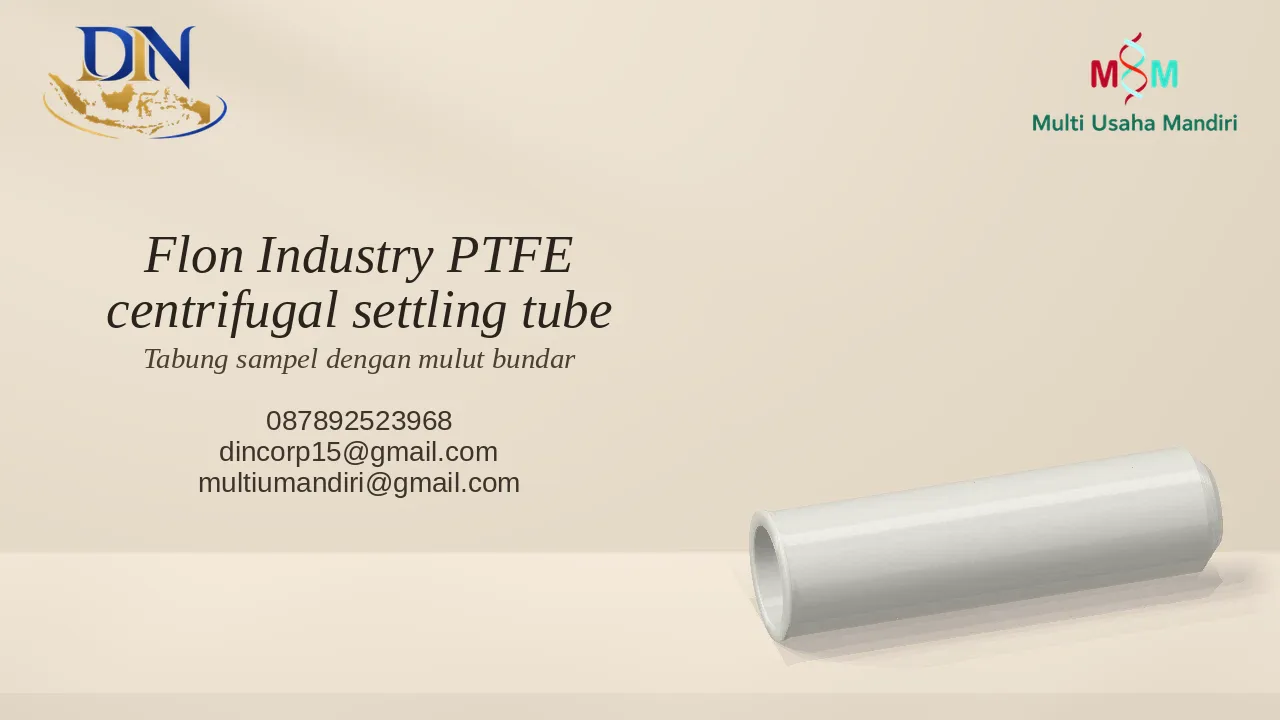 DIN
MSM
Multi Usaha Mandiri
Flon Industry PTFE
centrifugal settling tube
Tabung sampel dengan mulut bundar
087892523968
dincorp15@gmail.com
multiumandiri@gmail.com